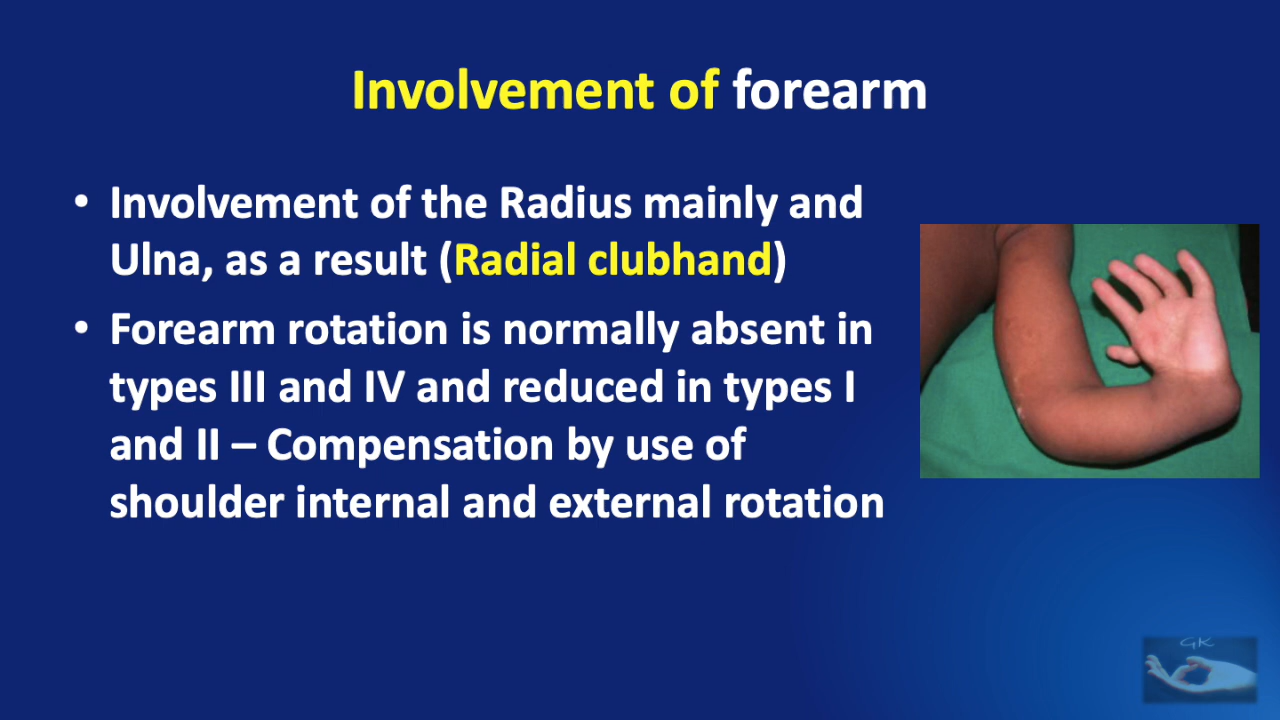 Involvement of forearm
• Involvement of the Radius mainly and
Ulna, as a result (Radial clubhand)
• Forearm rotation is normally absent in
types III and IV and reduced in types I
and II – Compensation by use of
shoulder internal and external rotation
GK